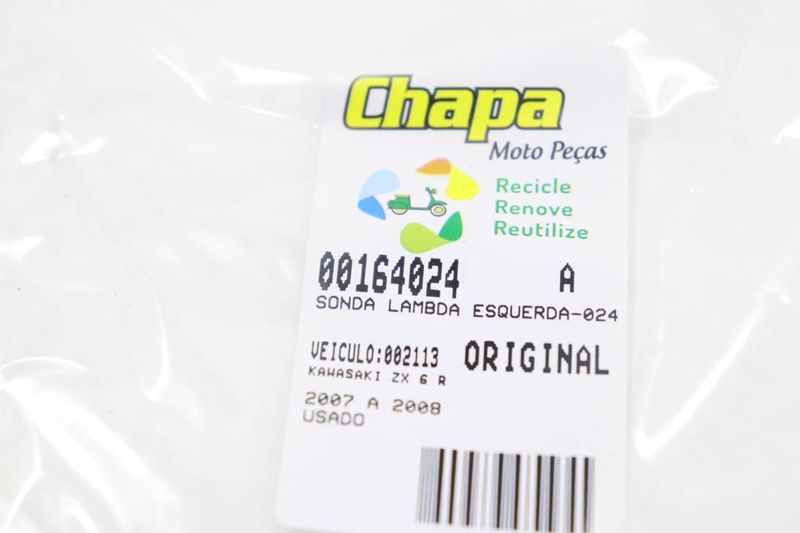 Chapa
Moto Peças
Recicle
Renove
Reutilize
00164024 A
SONDA LAMBDA ESQUERDA-024
VEICULO:002113 ORIGINAL
KAWASAKI ZX 6 R
2007 A 2008
USADO